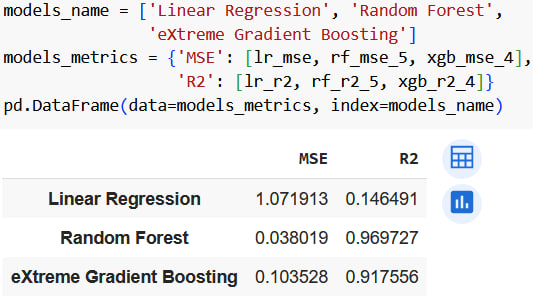 models_name = ['Linear Regression', 'Random Forest',
'eXtreme Gradient Boosting']
models_metrics = {'MSE': [lr_mse, rf_mse_5, xgb_mse_4],
'R2': [lr_r2, rf_r2_5, xgb_r2_4]}
pd.DataFrame(data=models_metrics, index=models_name)
MSE R2
Linear Regression 1.071913 0.146491
Random Forest 0.038019 0.969727
eXtreme Gradient Boosting 0.103528 0.917556